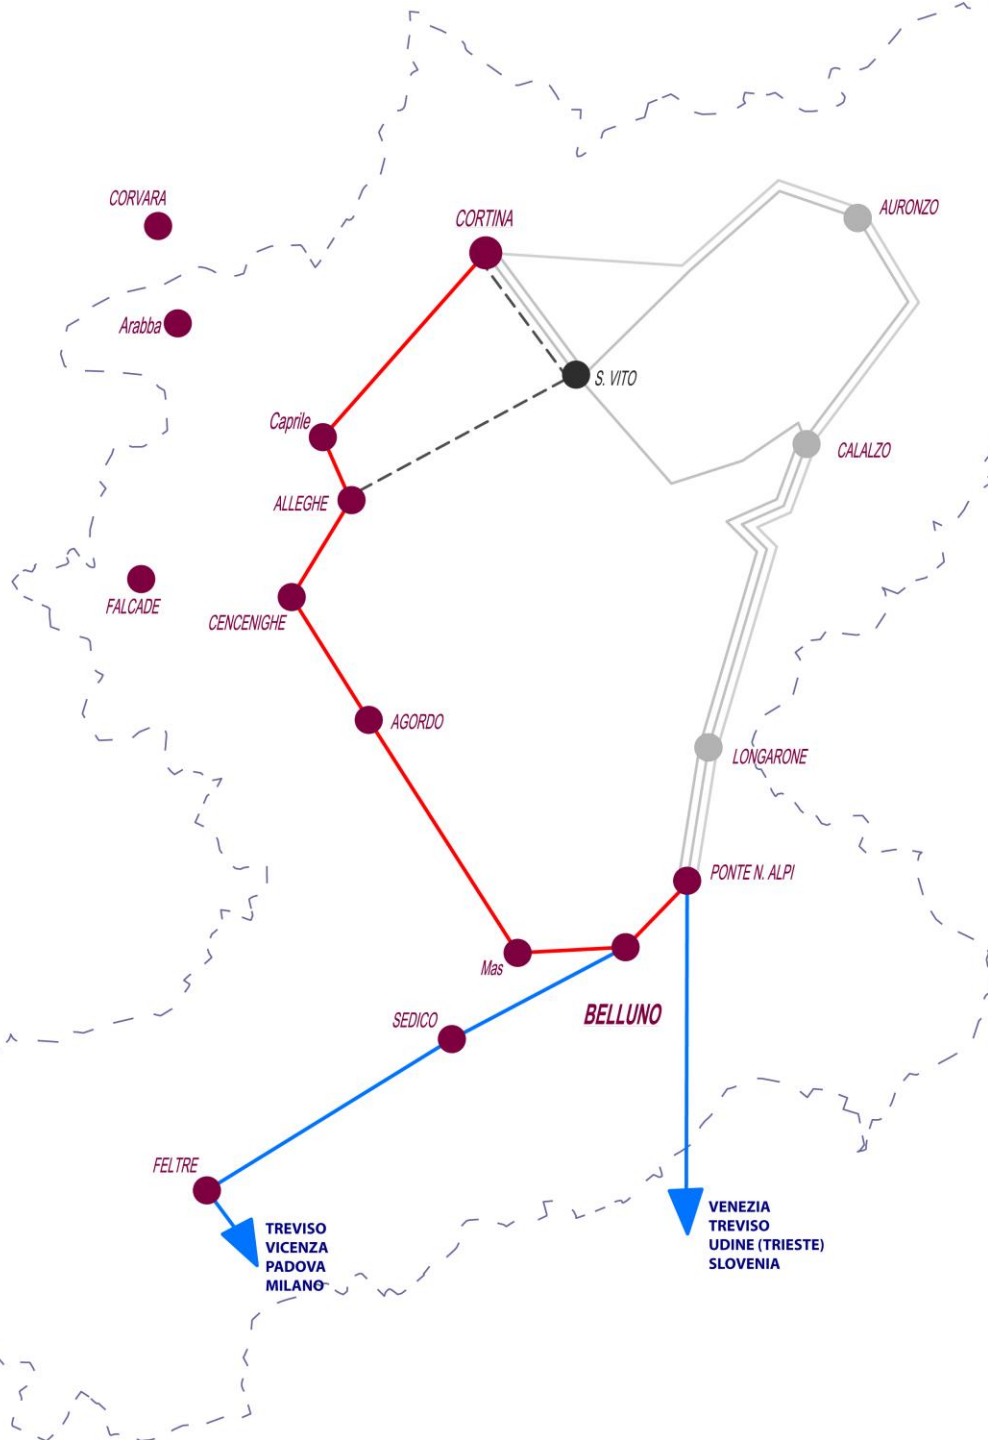 CORVARA
AURONZO
CORTINA
Arabba
S. VITO
Caprile
CALALZO
ALLEGHE
FALCADE
CENCENIGHE
AGORDO
LONGARONE
PONTE N. ALPI
Mas
BELLUNO
SEDICO
FELTRE
VENEZIA
TREVISO
UDINE (TRIESTE)
SLOVENIA
TREVISO
VICENZA
PADOVA
MILANO